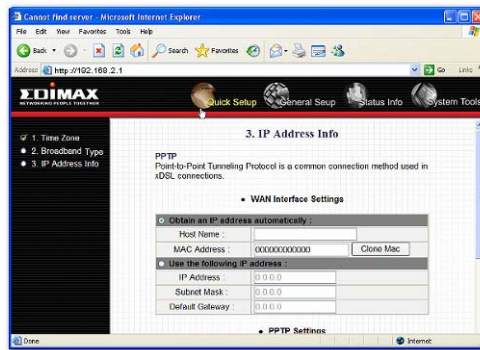 Cannot find server - Microsoft Internet Explorer
File Edit View Favorites Tools Help
Back Search Favorites
Address http://192.168.2.1 Go Links
EDIMAX
NETWORKING PEOPLE TOGETHER
Quick Setup General Seup Status Info System Tools
1. Time Zone
2. Broadband Type
3. IP Address Info
3. IP Address Info
PPTP
Point-to-Point Tunneling Protocol is a common connection method used in
xDSL connections.
• WAN Interface Settings
Obtain an IP address automatically :
Host Name :
MAC Address : 000000000000 Clone Mac
Use the following IP address :
IP Address : 0.0.0.0
Subnet Mask : 0.0.0.0
Default Gateway : 0.0.0.0
• PPTP Settings
Done Internet